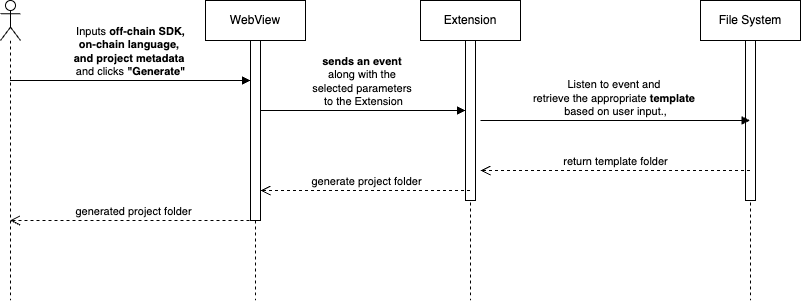 WebView
Extension
File System
Inputs off-chain SDK,
on-chain language,
and project metadata
and clicks "Generate"
sends an event
along with the
selected parameters
to the Extension
Listen to event and
retrieve the appropriate template
based on user input.,
return template folder
generate project folder
generated project folder